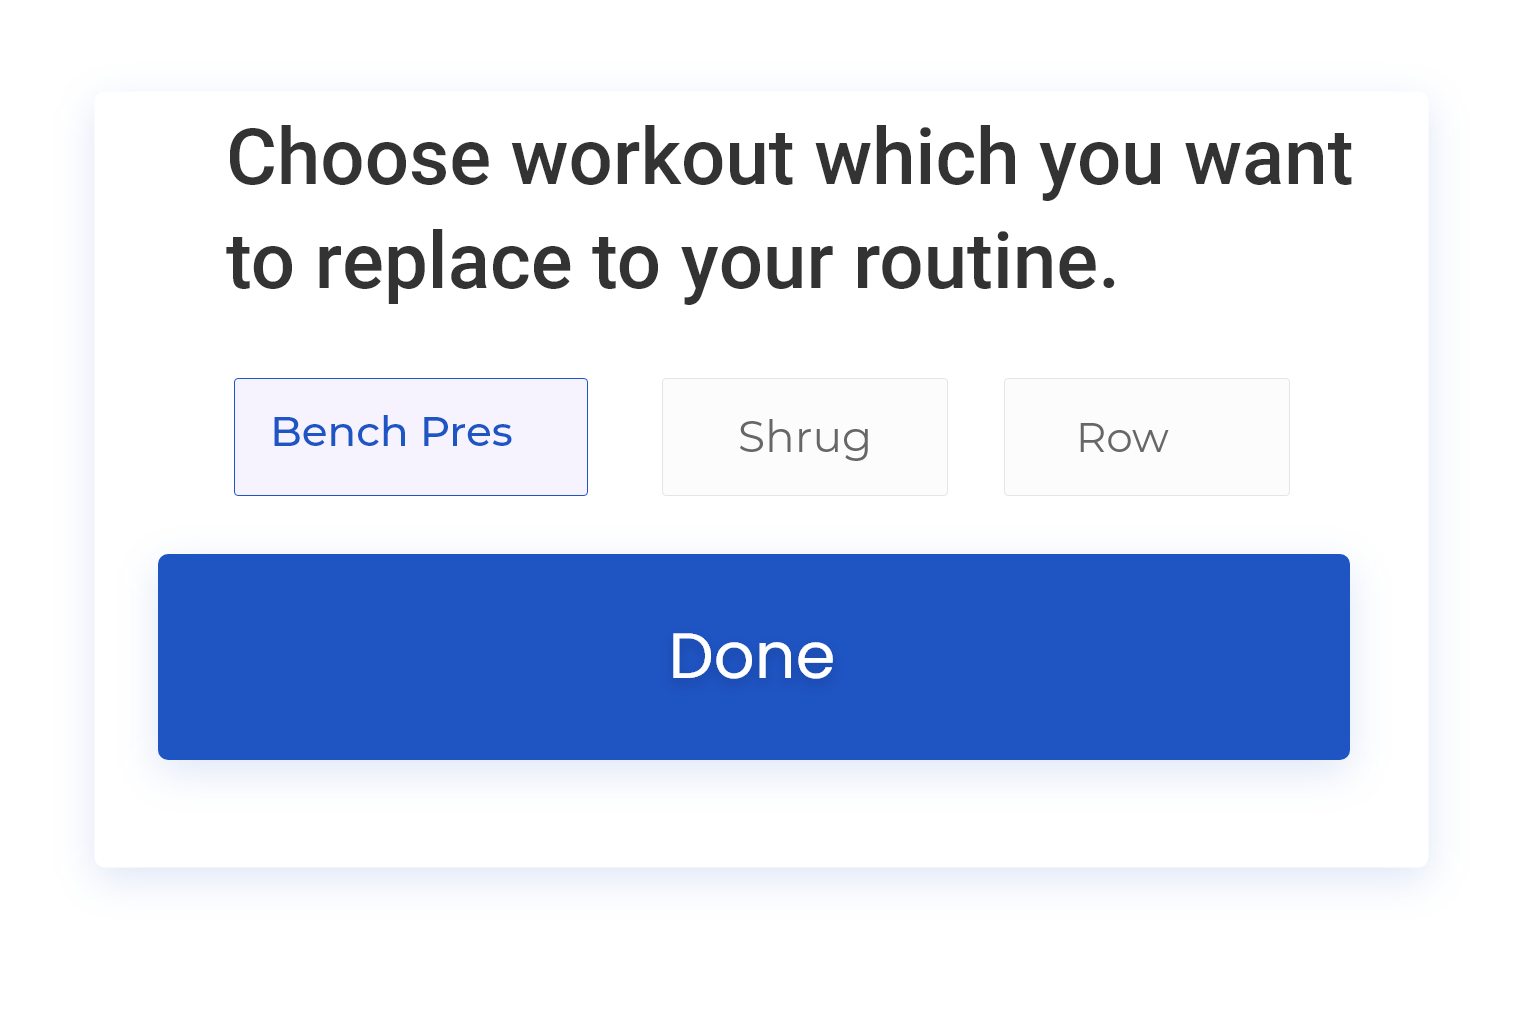 Choose workout which you want
to replace to your routine.
Bench Pres
Shrug
Row
Done